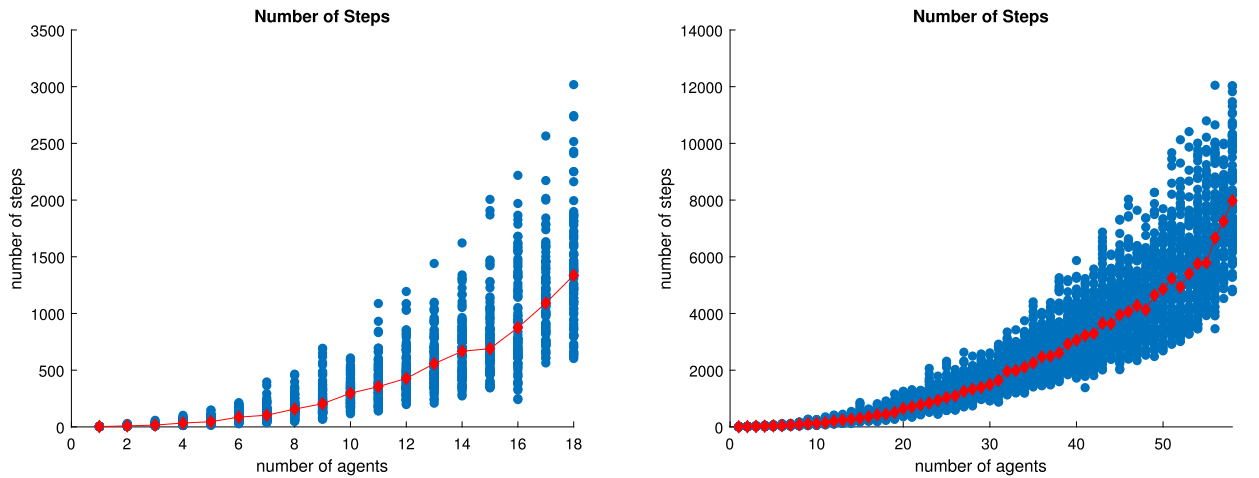 Number of Steps
3500
3000
2500
2000
1500
1000
500
0
0 2 4 6 8 10 12 14 16 18
number of steps
number of agents
Number of Steps
14000
12000
10000
8000
6000
4000
2000
0
0 10 20 30 40 50
number of steps
number of agents